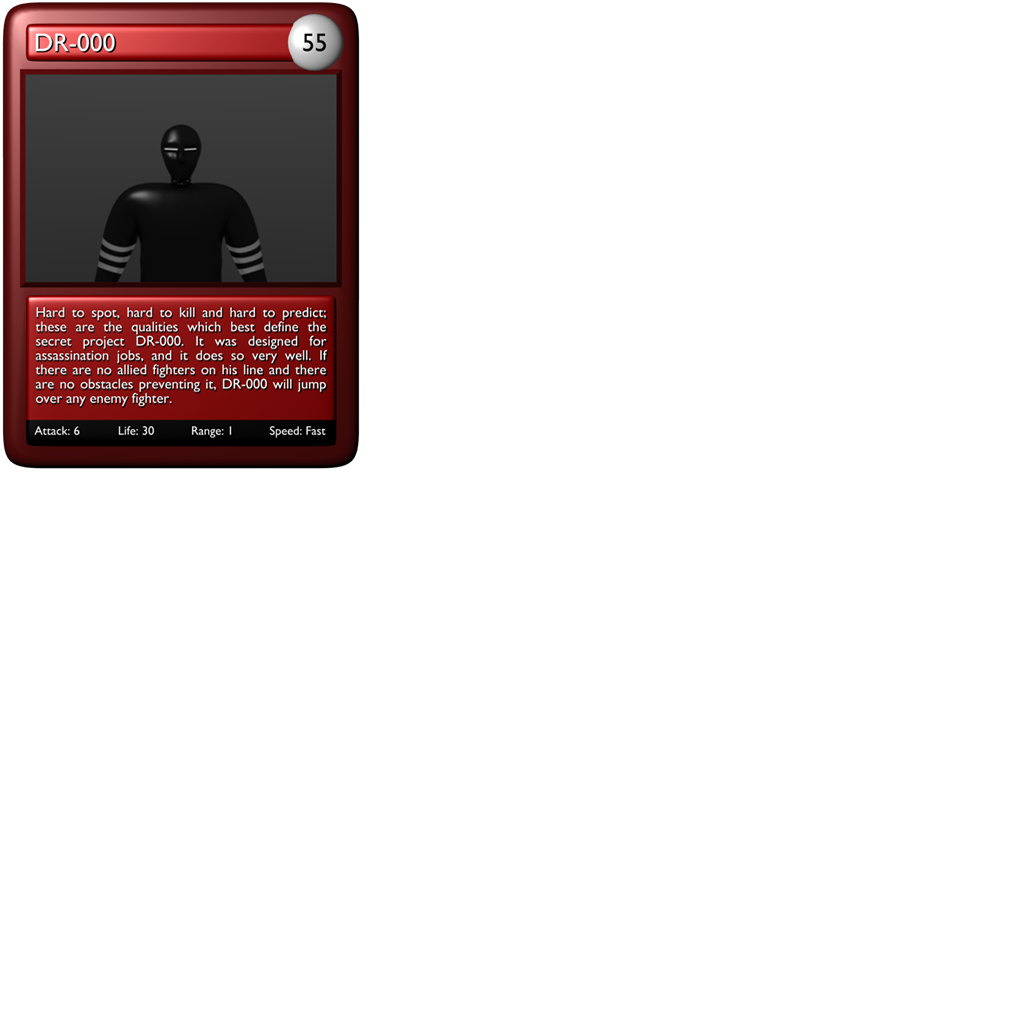 DR-000
55
Hard to spot, hard to kill and hard to predict;
these are the qualities which best define the
secret project DR-000. It was designed for
assassination jobs, and it does so very well. If
there are no allied fighters on his line and there
are no obstacles preventing it, DR-000 will jump
over any enemy fighter.
Attack: 6 Life: 30 Range: 1 Speed: Fast